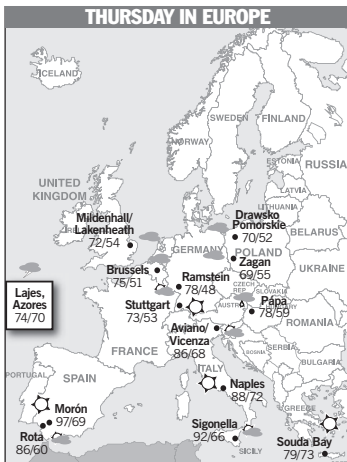 THURSDAY IN EUROPE
ICELAND
SWEDEN
FINLAND
NORWAY
ESTONIA
RUSSIA
LATVIA
LITHUANIA
UNITED
KINGDOM
Mildenhall/
Lakenheath
72/54
Drawsko
Pomorskie
70/52
BELARUS
GERMANY
POLAND
Zagan
69/55
UKRAINE
Brussels
75/51
Ramstein
78/48
CZECH
REP.
SLOVAKIA
Lajes,
Azores
74/70
Stuttgart
73/53
AUSTRIA
Pápa
78/59
ROMANIA
Aviano/
Vicenza
86/68
FRANCE
BOSNIA
SERBIA
BULGARIA
ITALY
PORTUGAL
SPAIN
Naples
88/72
Morón
97/69
GREECE
Sigonella
92/66
Rota
86/60
SICILY
Souda Bay
79/73